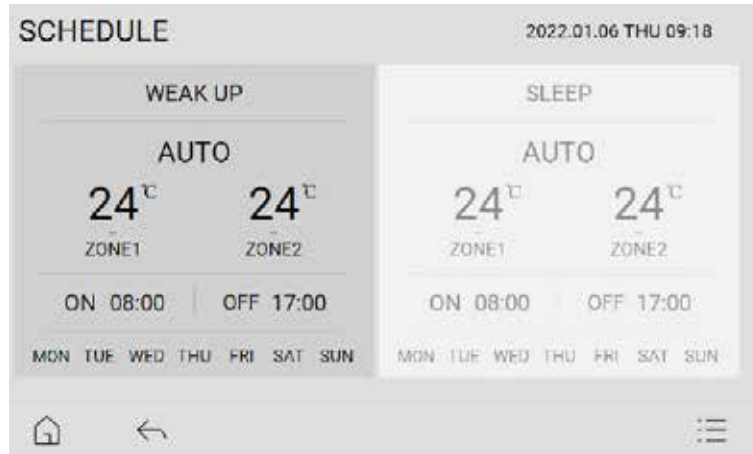 SCHEDULE
2022.01.06 THU 09:18
WEAK UP
AUTO
24℃ 24℃
ZONE1 ZONE2
ON 08:00 OFF 17:00
MON TUE WED THU FRI SAT SUN
SLEEP
AUTO
24℃ 24℃
ZONE1 ZONE2
ON 08:00 OFF 17:00
MON TUE WED THU FRI SAT SUN